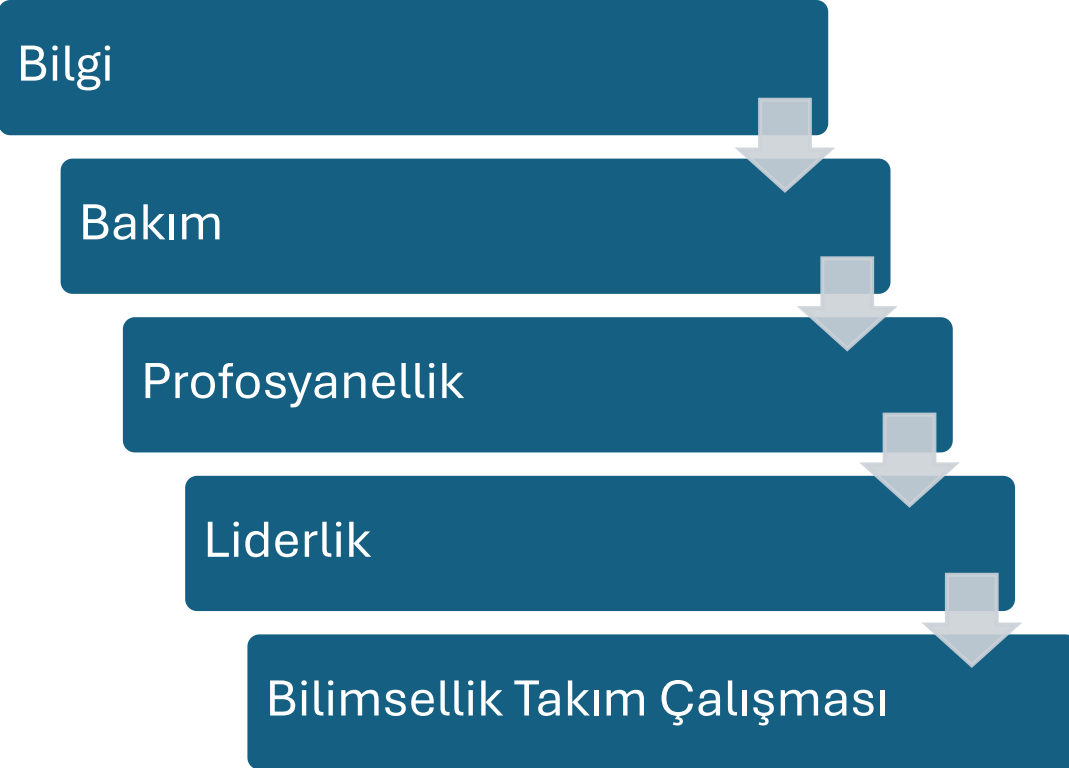 Bilgi
Bakım
Profosyanellik
Liderlik
Bilimsellik Takım Çalışması